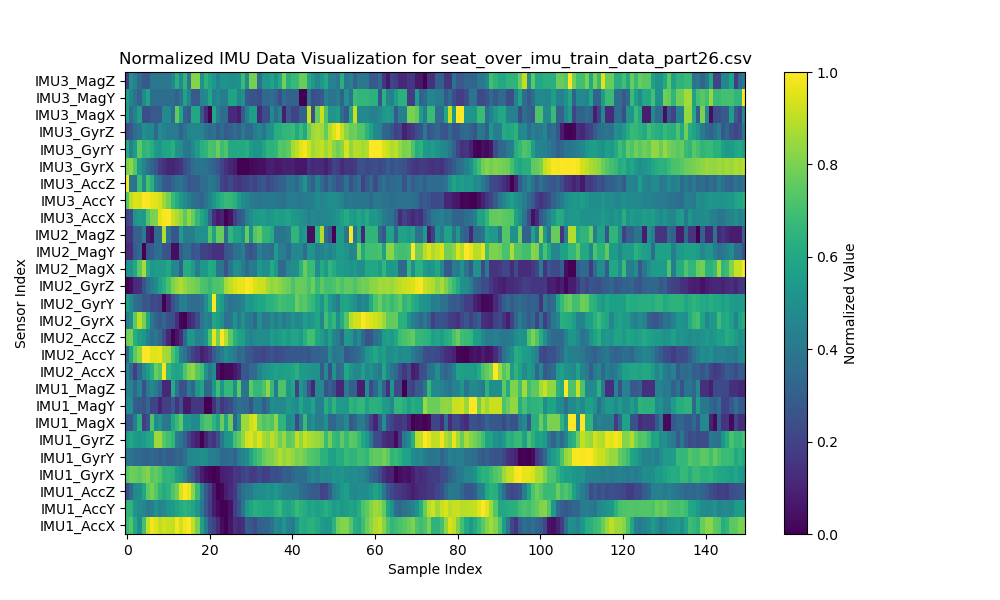 Normalized IMU Data Visualization for seat_over_imu_train_data_part26.csv
IMU3_MagZ
IMU3_MagY
IMU3_MagX
IMU3_GyrZ
IMU3_GyrY
IMU3_GyrX
IMU3_AccZ
IMU3_AccY
IMU3_AccX
IMU2_MagZ
IMU2_MagY
IMU2_MagX
IMU2_GyrZ
IMU2_GyrY
IMU2_GyrX
IMU2_AccZ
IMU2_AccY
IMU2_AccX
IMU1_MagZ
IMU1_MagY
IMU1_MagX
IMU1_GyrZ
IMU1_GyrY
IMU1_GyrX
IMU1_AccZ
IMU1_AccY
IMU1_AccX
Sensor Index
0 20 40 60 80 100 120 140
Sample Index
1.0
0.8
0.6
0.4
0.2
0.0
Normalized Value